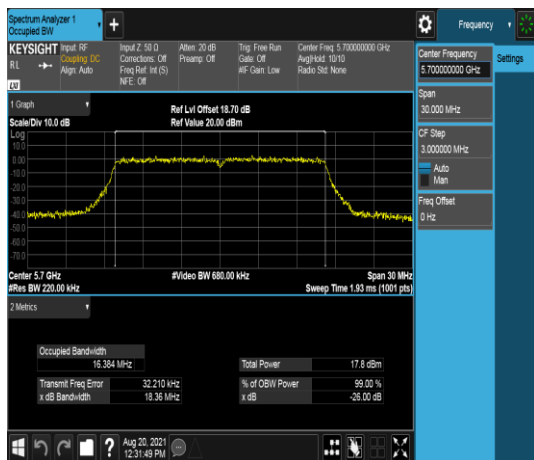 Spectrum Analyzer 1
Occupied BW
+
Frequency
KEYSIGHT
RL
LXI
Input: RF
Coupling: DC
Align: Auto
Input Z: 50 Ω
Corrections: Off
Freq Ref: Int (S)
NFE: Off
Atten: 20 dB
Preamp: Off
Trig: Free Run
Gate: Off
#IF Gain: Low
Center Freq: 5.700000000 GHz
Avg|Hold: 10/10
Radio Std: None
Center Frequency
5.700000000 GHz
Settings
Span
30.000 MHz
CF Step
3.000000 MHz
Auto
Man
Freq Offset
0 Hz
1 Graph
Scale/Div 10.0 dB
Ref Lvl Offset 18.70 dB
Ref Value 20.00 dBm
Log
10.0
0.00
-10.0
-20.0
-30.0
-40.0
-50.0
-60.0
-70.0
Center 5.7 GHz
#Video BW 680.00 kHz
Span 30 MHz
#Res BW 220.00 kHz
Sweep Time 1.93 ms (1001 pts)
2 Metrics
Occupied Bandwidth
16.384 MHz
Total Power 17.8 dBm
Transmit Freq Error 32.210 kHz
% of OBW Power 99.00 %
x dB Bandwidth 18.36 MHz
x dB -26.00 dB
?
Aug 20, 2021
12:31:49 PM